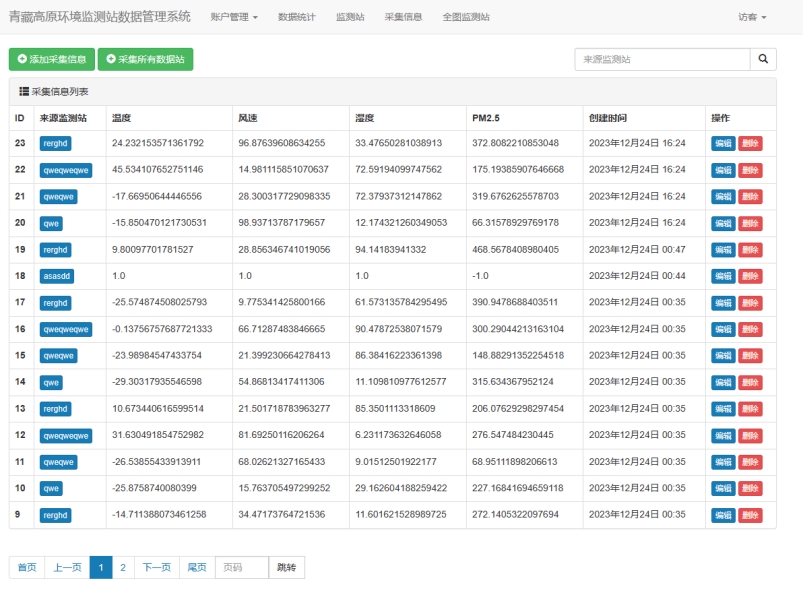 青藏高原环境监测站数据管理系统 账户管理 数据统计 监测站 采集信息 全图监测站 访客
添加采集信息 采集所有数据站 来源监测站
采集信息列表
ID 来源监测站 温度 风速 湿度 PM2.5 创建时间 操作
23 rerghd 24.232153571361792 96.87639608634255 33.47650281038913 372.8082210853048 2023年12月24日 16:24 编辑 删除
22 qweqweqwe 45.534107652751146 14.981115851070637 72.59194099747562 175.19385907646668 2023年12月24日 16:24 编辑 删除
21 qweqwe -17.66950644446556 28.300317729098335 72.37937312147862 319.6762625578703 2023年12月24日 16:24 编辑 删除
20 qwe -15.850470121730531 98.93713787179657 12.174321260349053 66.31578929769178 2023年12月24日 16:24 编辑 删除
19 rerghd 9.80097701781527 28.856346741019056 94.14183941332 468.5678408980405 2023年12月24日 00:47 编辑 删除
18 asasdd 1.0 1.0 1.0 -1.0 2023年12月24日 00:44 编辑 删除
17 rerghd -25.574874508025793 9.775341425800166 61.573135784295495 390.9478688403511 2023年12月24日 00:35 编辑 删除
16 qweqweqwe -0.13756757687721333 66.71287483846665 90.47872538071579 300.29044213163104 2023年12月24日 00:35 编辑 删除
15 qweqwe -23.98984547433754 21.399230664278413 86.38416223361398 148.88291352254518 2023年12月24日 00:35 编辑 删除
14 qwe -29.30317935546598 54.86813417411306 11.109810977612577 315.634367952124 2023年12月24日 00:35 编辑 删除
13 rerghd 10.673440616599514 21.501718783963277 85.3501113318609 206.07629298297454 2023年12月24日 00:35 编辑 删除
12 qweqweqwe 31.630491854752982 81.69250116206264 6.231173632646058 276.547484230445 2023年12月24日 00:35 编辑 删除
11 qweqwe -26.53855433913911 68.02621327165433 9.01512501922177 68.95111898206613 2023年12月24日 00:35 编辑 删除
10 qwe -25.8758740080399 15.763705497299252 29.162604188259422 227.16841694659118 2023年12月24日 00:35 编辑 删除
9 rerghd -14.711388073461258 34.47173764721536 11.601621528989725 272.1405322097694 2023年12月24日 00:35 编辑 删除
首页 上一页 1 2 下一页 尾页 页码 跳转